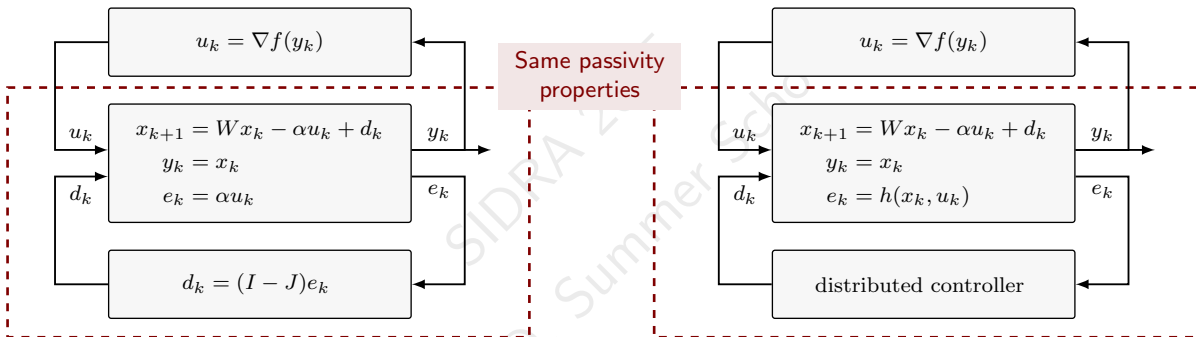 u_k = ∇f(y_k)
Same passivity
properties
u_k
d_k
x_{k+1} = Wx_k − αu_k + d_k
y_k = x_k
e_k = αu_k
y_k
e_k
d_k = (I − J)e_k
u_k = ∇f(y_k)
u_k
d_k
x_{k+1} = Wx_k − αu_k + d_k
y_k = x_k
e_k = h(x_k, u_k)
y_k
e_k
distributed controller
SIDRA
Summer